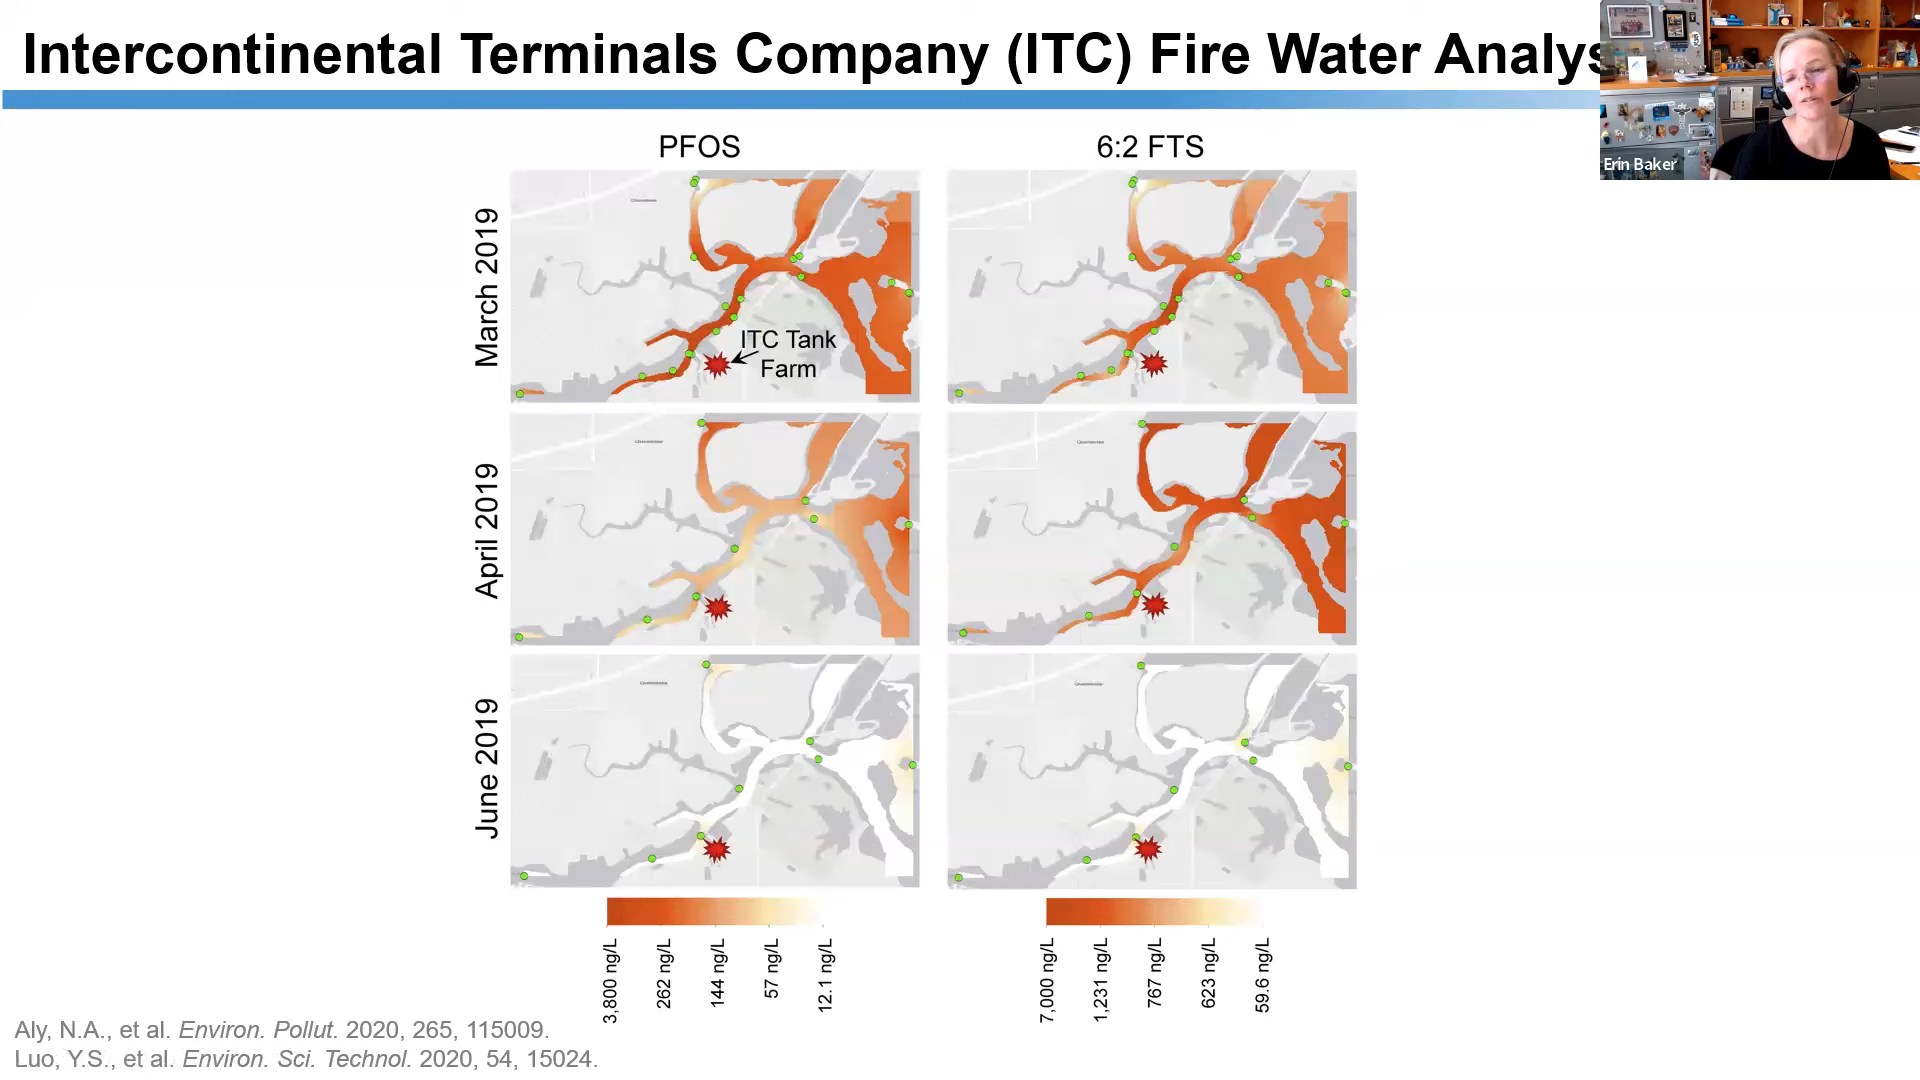 Intercontinental Terminals Company (ITC) Fire Water Analys
Erin Baker
PFOS
6:2 FTS
March 2019
ITC Tank
Farm
April 2019
June 2019
3,800 ng/L
262 ng/L
144 ng/L
57 ng/L
12.1 ng/L
7,000 ng/L
1,231 ng/L
767 ng/L
623 ng/L
59.6 ng/L
Aly, N.A., et al. Environ. Pollut. 2020, 265, 115009.
Luo, Y.S., et al. Environ. Sci. Technol. 2020, 54, 15024.